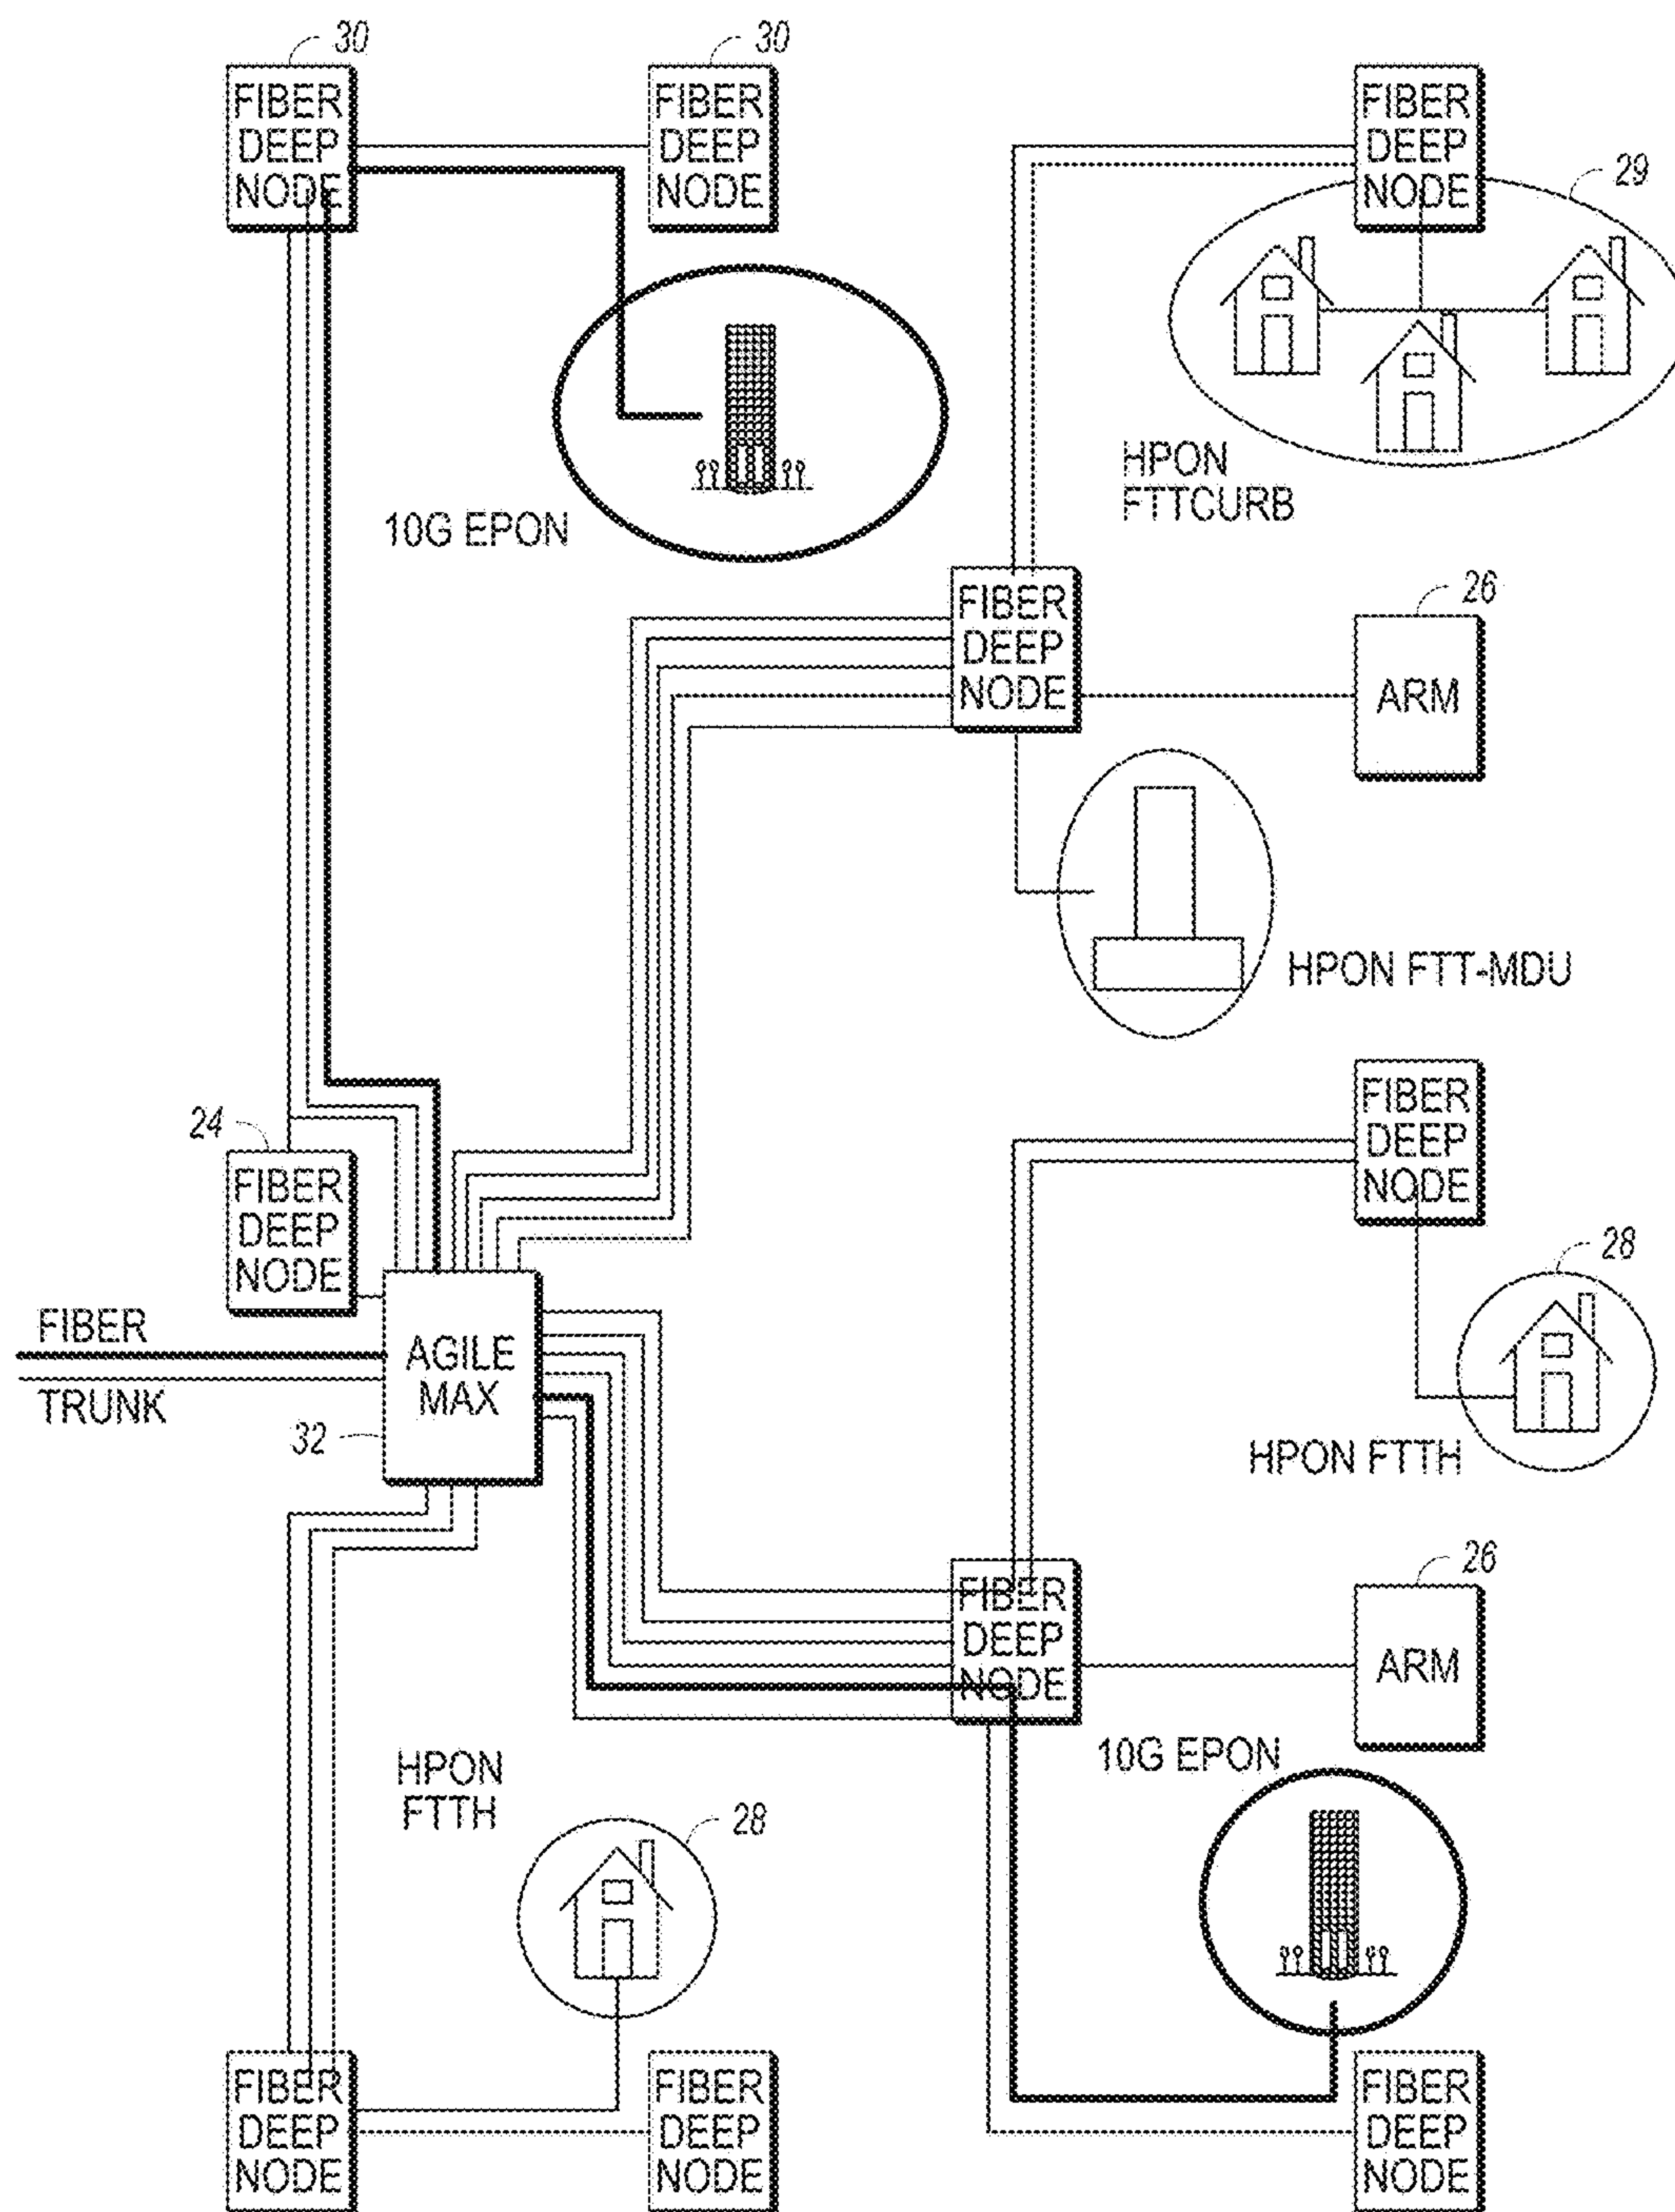 30
30
FIBER
DEEP
NODE
FIBER
DEEP
NODE
FIBER
DEEP
NODE
29
10G EPON
HPON
FTTCURB
FIBER
DEEP
NODE
26
ARM
HPON FTT-MDU
24
FIBER
DEEP
NODE
FIBER
DEEP
NODE
28
FIBER
TRUNK
32
AGILE
MAX
HPON FTTH
FIBER
DEEP
NODE
26
ARM
10G EPON
HPON
FTTH
28
FIBER
DEEP
NODE
FIBER
DEEP
NODE
FIBER
DEEP
NODE